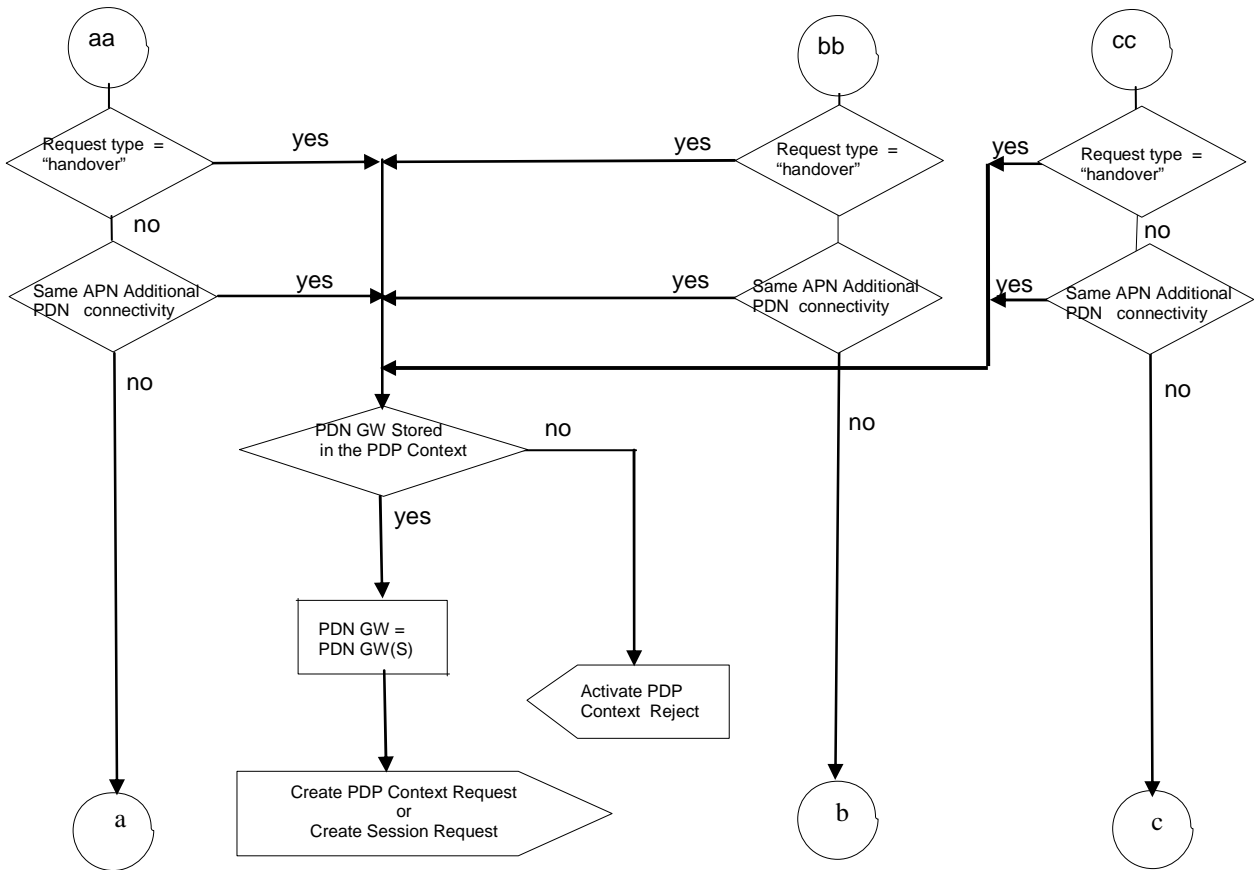 aa
bb
cc
Request type =
“handover”
yes
yes
Request type =
“handover”
yes
Request type =
“handover”
no
no
Same APN Additional
PDN connectivity
yes
yes
Same APN Additional
PDN connectivity
yes
Same APN Additional
PDN connectivity
no
no
no
PDN GW Stored
in the PDP Context
no
yes
PDN GW =
PDN GW(S)
Activate PDP
Context Reject
Create PDP Context Request
or
Create Session Request
a
b
c